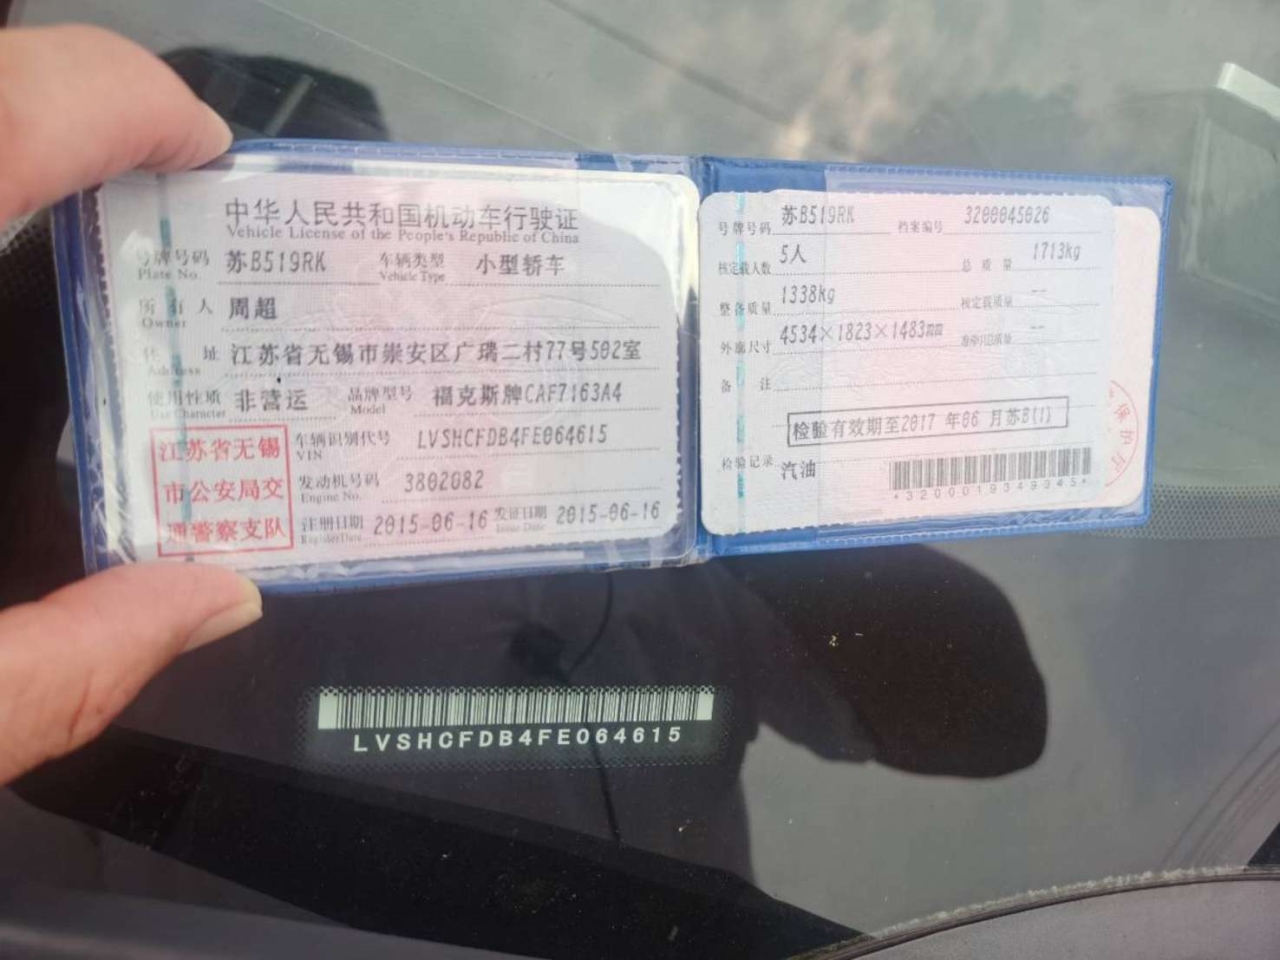 中华人民共和国机动车行驶证
Vehicle License of the People's Republic of China
号牌号码 Plate No. 苏B519RK 车辆类型 Vehicle Type 小型轿车
所有人 Owner 周超
住址 Address 江苏省无锡市崇安区广瑞二村77号502室
使用性质 Use Character 非营运 品牌型号 Model 福克斯牌CAF7163A4
江苏省无锡
市公安局交
通警察支队
车辆识别代号 VIN LVSHCFDB4FE064615
发动机号码 Engine No. 3802082
注册日期 Register Date 2015-06-16 发证日期 Issue Date 2015-06-16
号牌号码 苏B519RK 档案编号 3200045026
核定载人数 5人 总质量 1713kg
整备质量 1338kg 核定载质量 --
外廓尺寸 4534×1823×1483mm --
备注
检验有效期至2017年06月苏B(1)
检验记录 汽油
*3200019349345*
LVSHCFDB4FE064615